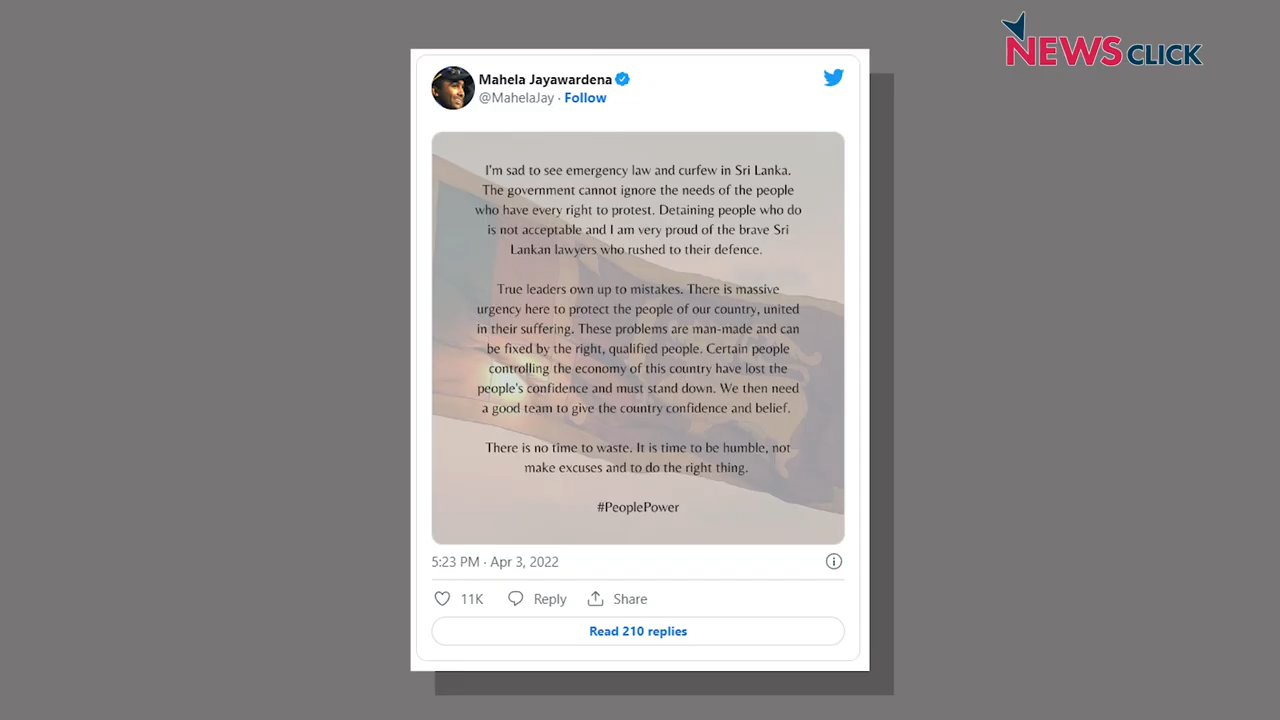 NEWSCLICK
Mahela Jayawardena
@MahelaJay · Follow
I'm sad to see emergency law and curfew in Sri Lanka.
The government cannot ignore the needs of the people
who have every right to protest. Detaining people who do
is not acceptable and I am very proud of the brave Sri
Lankan lawyers who rushed to their defence.
True leaders own up to mistakes. There is massive
urgency here to protect the people of our country, united
in their suffering. These problems are man-made and can
be fixed by the right, qualified people. Certain people
controlling the economy of this country have lost the
people's confidence and must stand down. We then need
a good team to give the country confidence and belief.
There is no time to waste. It is time to be humble, not
make excuses and to do the right thing.
#PeoplePower
5:23 PM · Apr 3, 2022
11K Reply Share
Read 210 replies